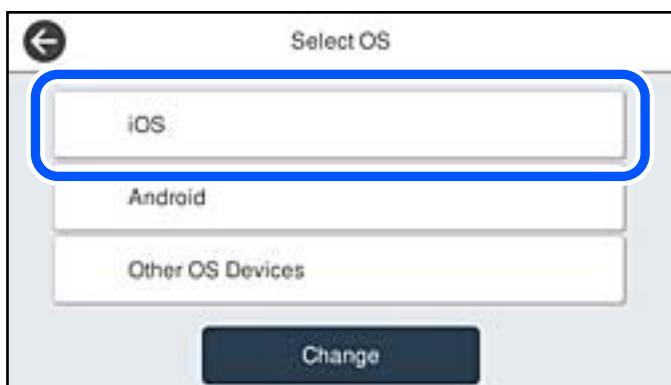 Select OS
iOS
Android
Other OS Devices
Change